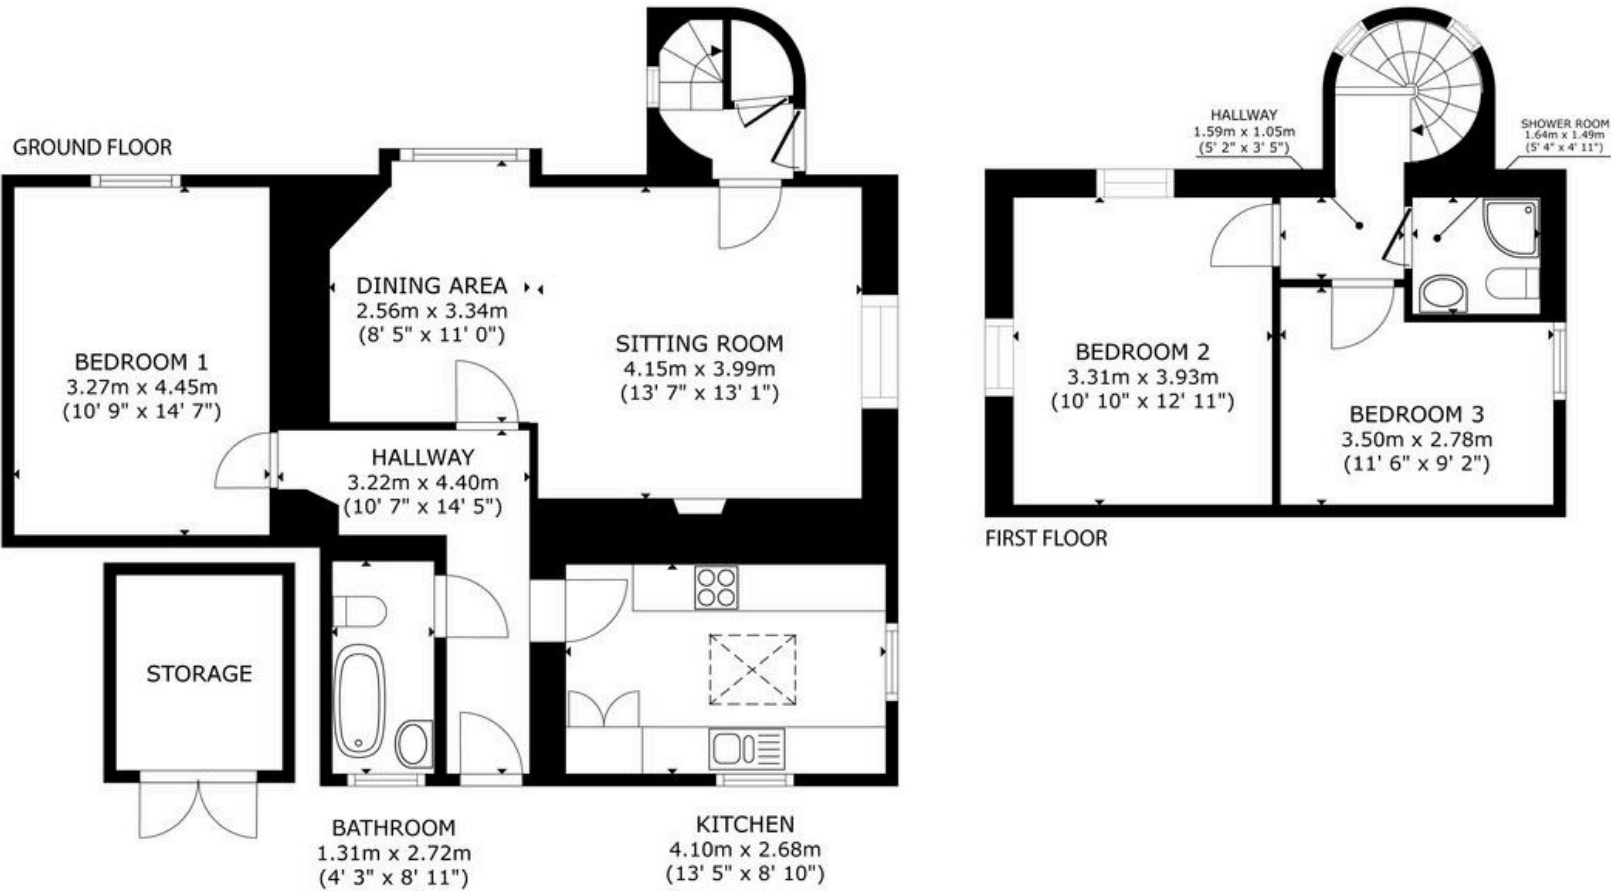 GROUND FLOOR
BEDROOM 1
3.27m x 4.45m
(10' 9" x 14' 7")
DINING AREA
2.56m x 3.34m
(8' 5" x 11' 0")
SITTING ROOM
4.15m x 3.99m
(13' 7" x 13' 1")
HALLWAY
3.22m x 4.40m
(10' 7" x 14' 5")
STORAGE
BATHROOM
1.31m x 2.72m
(4' 3" x 8' 11")
KITCHEN
4.10m x 2.68m
(13' 5" x 8' 10")
HALLWAY
1.59m x 1.05m
(5' 2" x 3' 5")
SHOWER ROOM
1.64m x 1.49m
(5' 4" x 4' 11")
BEDROOM 2
3.31m x 3.93m
(10' 10" x 12' 11")
BEDROOM 3
3.50m x 2.78m
(11' 6" x 9' 2")
FIRST FLOOR